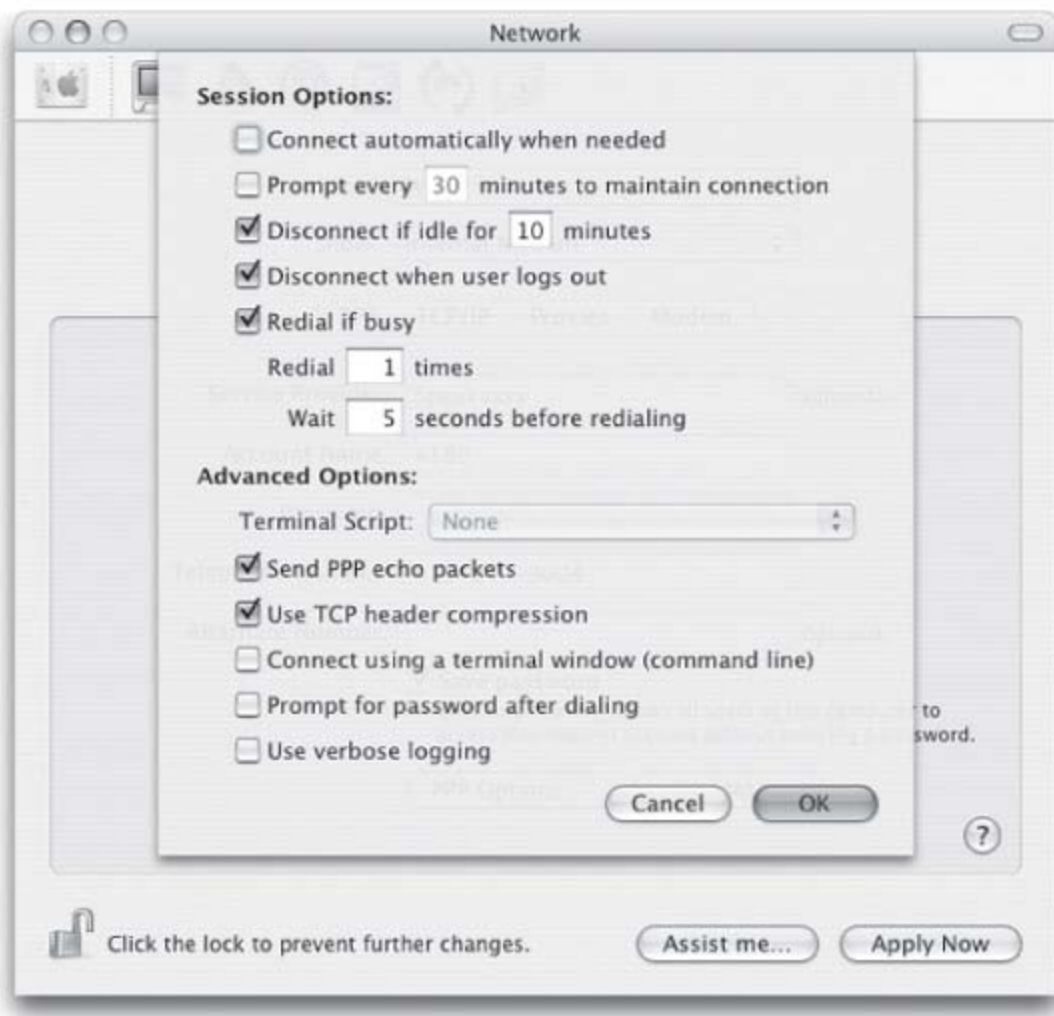 Network
Session Options:
Connect automatically when needed
Prompt every 30 minutes to maintain connection
Disconnect if idle for 10 minutes
Disconnect when user logs out
Redial if busy
Redial 1 times
Wait 5 seconds before redialing
Advanced Options:
Terminal Script: None
Send PPP echo packets
Use TCP header compression
Connect using a terminal window (command line)
Prompt for password after dialing
Use verbose logging
to
sword.
Cancel OK
?
Click the lock to prevent further changes. Assist me... Apply Now